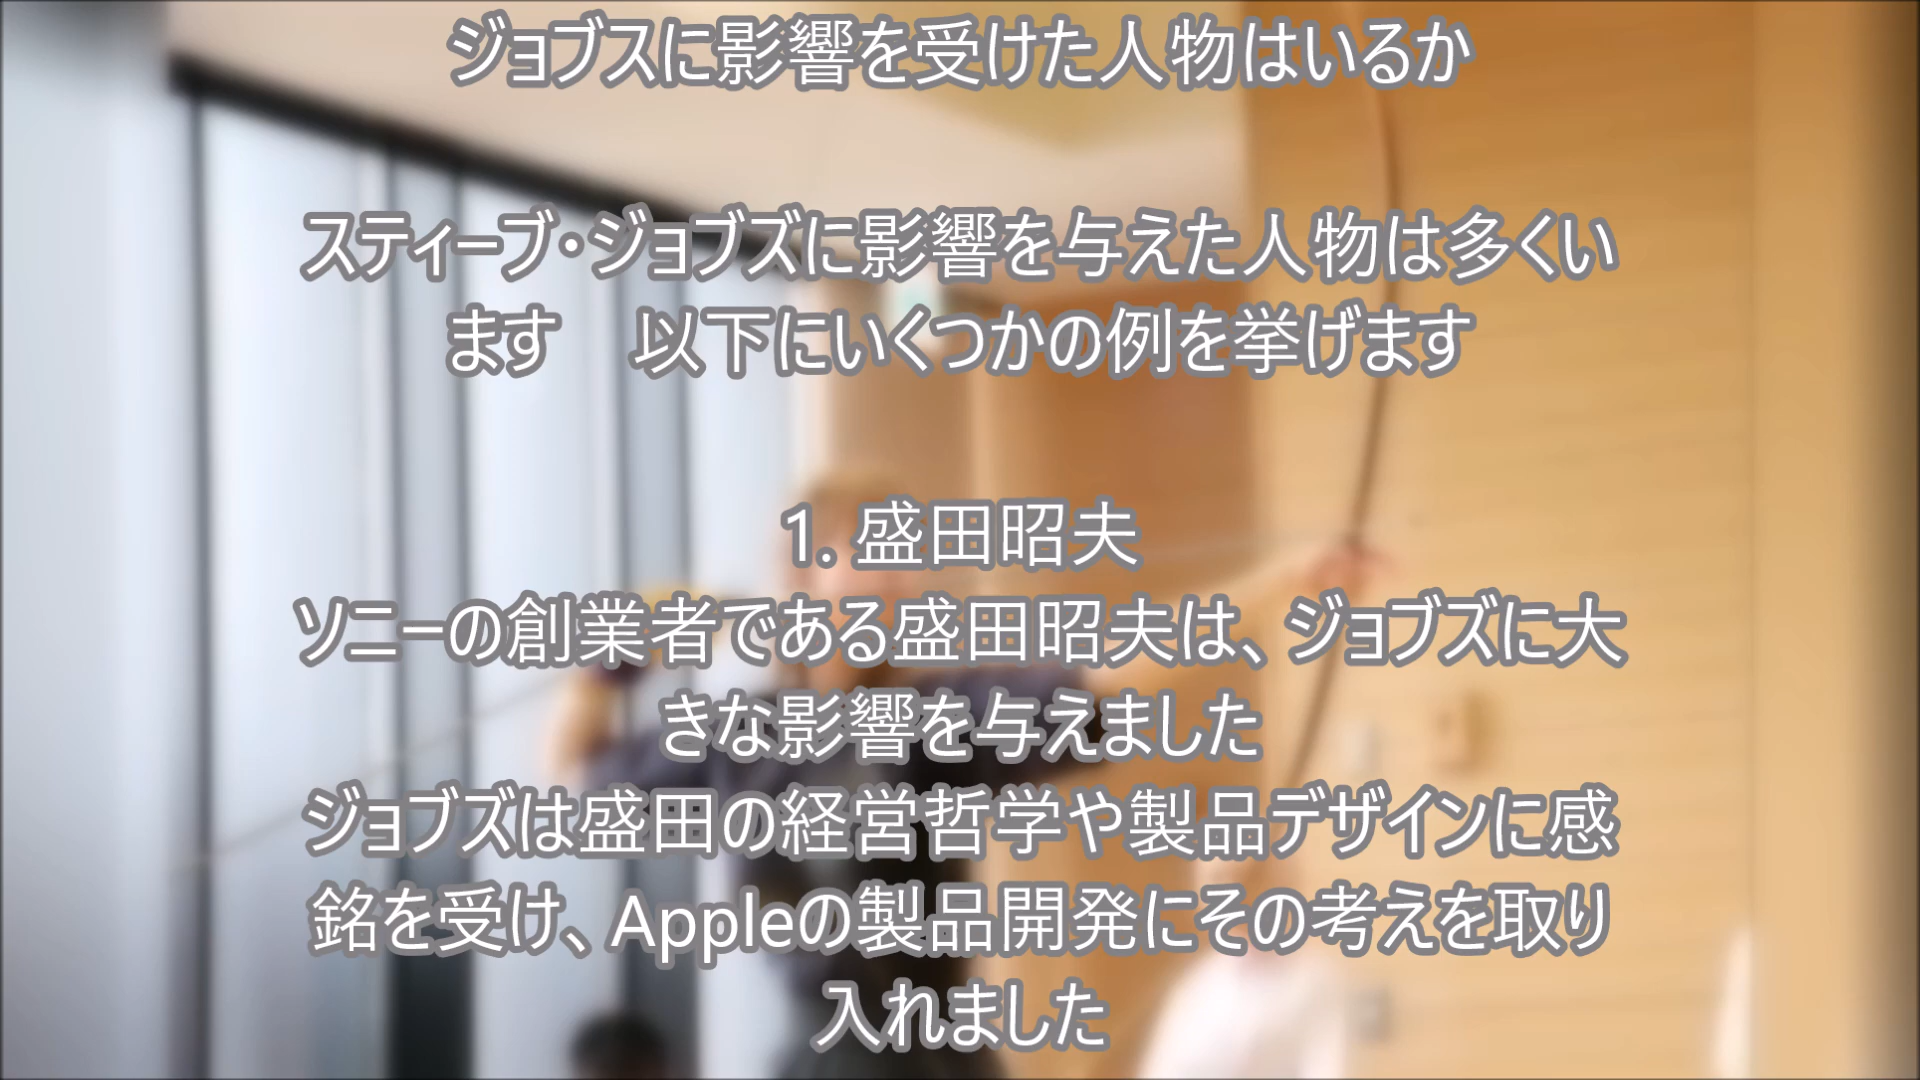 ジョブスに影響を受けた人物はいるか
スティーブ・ジョブズに影響を与えた人物は多くい
ます　以下にいくつかの例を挙げます
1. 盛田昭夫
ソニーの創業者である盛田昭夫は、ジョブズに大
きな影響を与えました
ジョブズは盛田の経営哲学や製品デザインに感
銘を受け、Appleの製品開発にその考えを取り
入れました